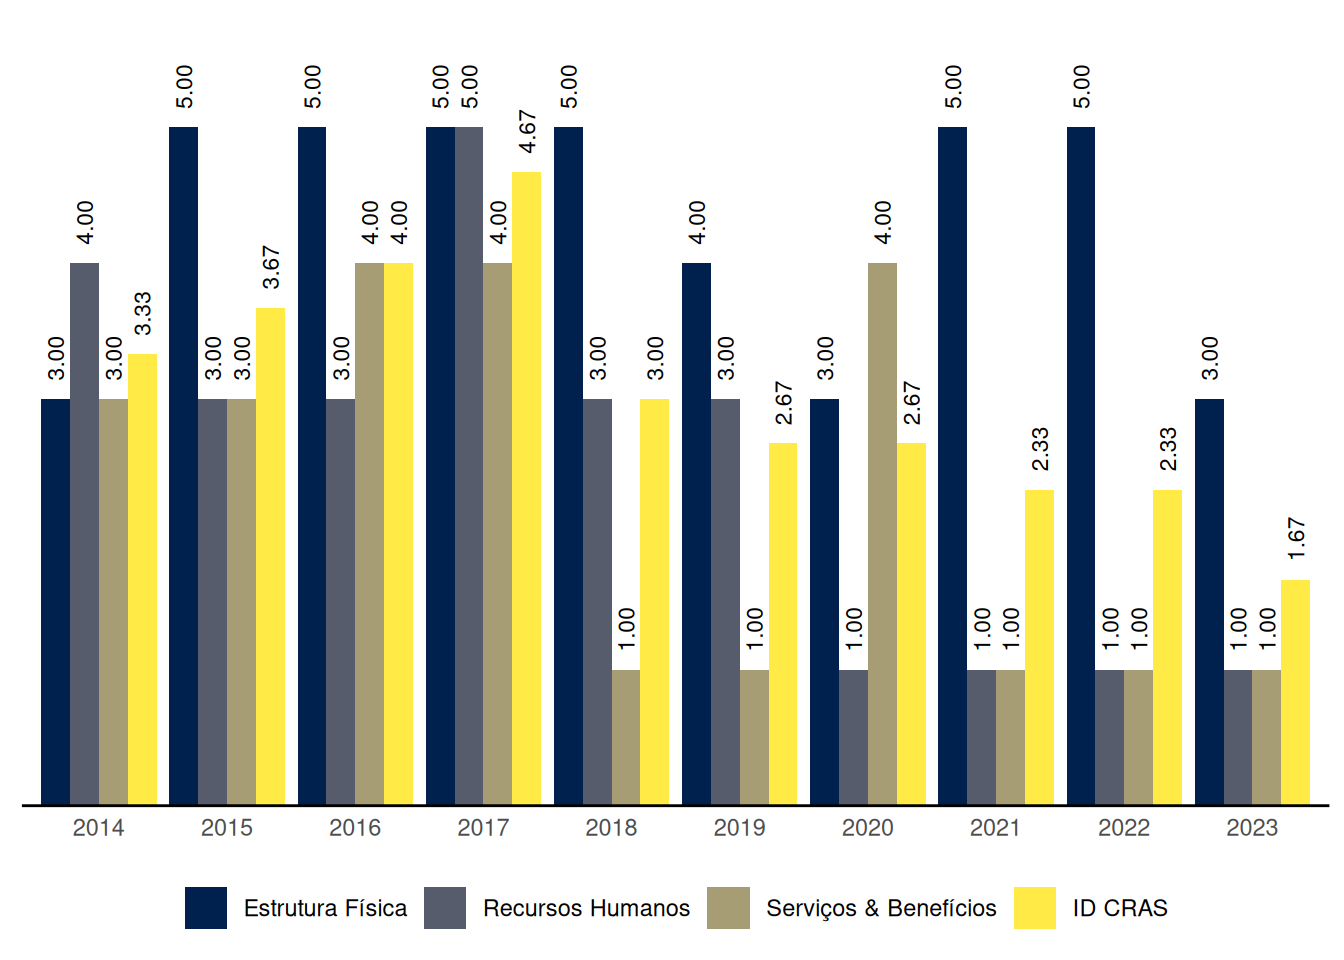 3.00 4.00 3.00 3.33
5.00 3.00 3.00 3.67
5.00 3.00 4.00 4.00
5.00 5.00 4.00 4.67
5.00 3.00 1.00 3.00
4.00 3.00 1.00 2.67
3.00 1.00 4.00 2.67
5.00 1.00 1.00 2.33
5.00 1.00 1.00 2.33
3.00 1.00 1.00 1.67
2014 2015 2016 2017 2018 2019 2020 2021 2022 2023
Estrutura Física Recursos Humanos Serviços & Benefícios ID CRAS